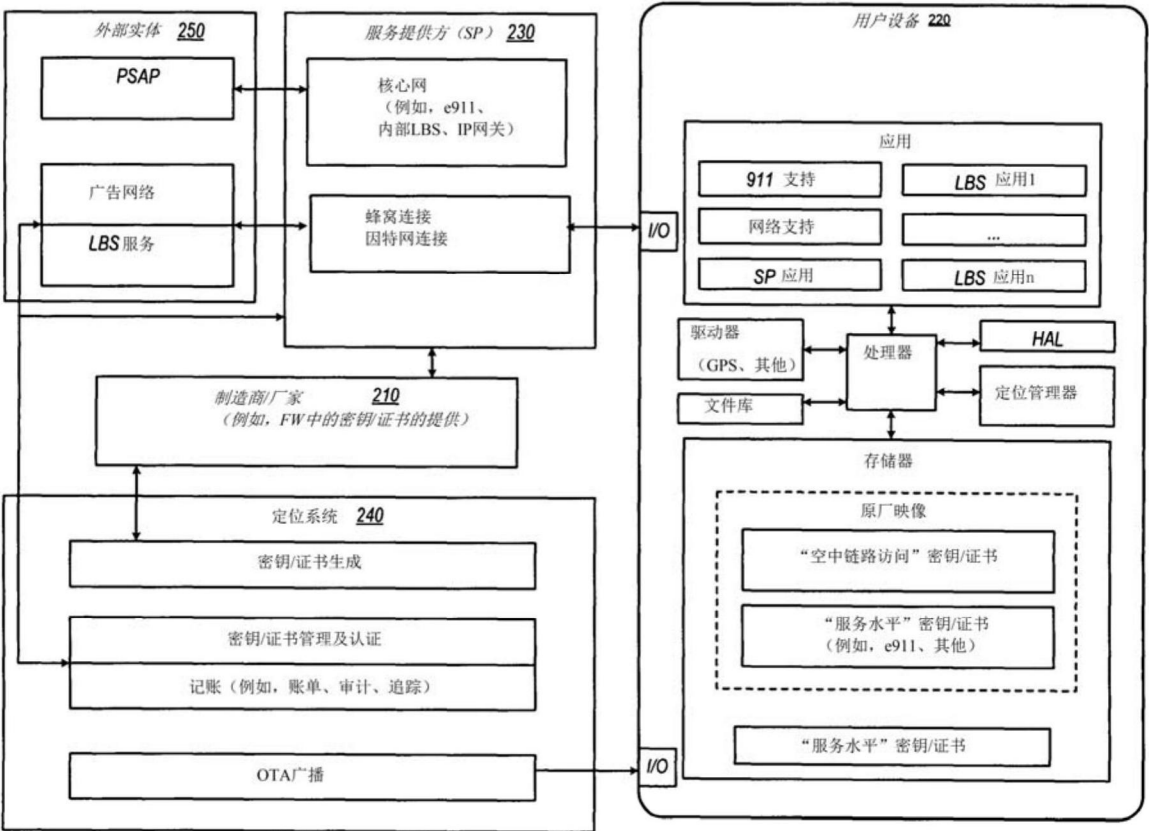 外部实体 250
PSAP
广告网络
LBS服务
服务提供方（SP） 230
核心网
（例如，e911、
内部LBS、IP网关）
蜂窝连接
因特网连接
制造商/厂家 210
（例如，FW中的密钥/证书的提供）
定位系统 240
密钥/证书生成
密钥/证书管理及认证
记账（例如，账单、审计、追踪）
OTA广播
用户设备 220
I/O
I/O
应用
911 支持
LBS 应用1
网络支持
...
SP 应用
LBS 应用n
驱动器
（GPS、其他）
文件库
处理器
HAL
定位管理器
存储器
原厂映像
“空中链路访问”密钥/证书
“服务水平”密钥/证书
（例如，e911、其他）
“服务水平”密钥/证书